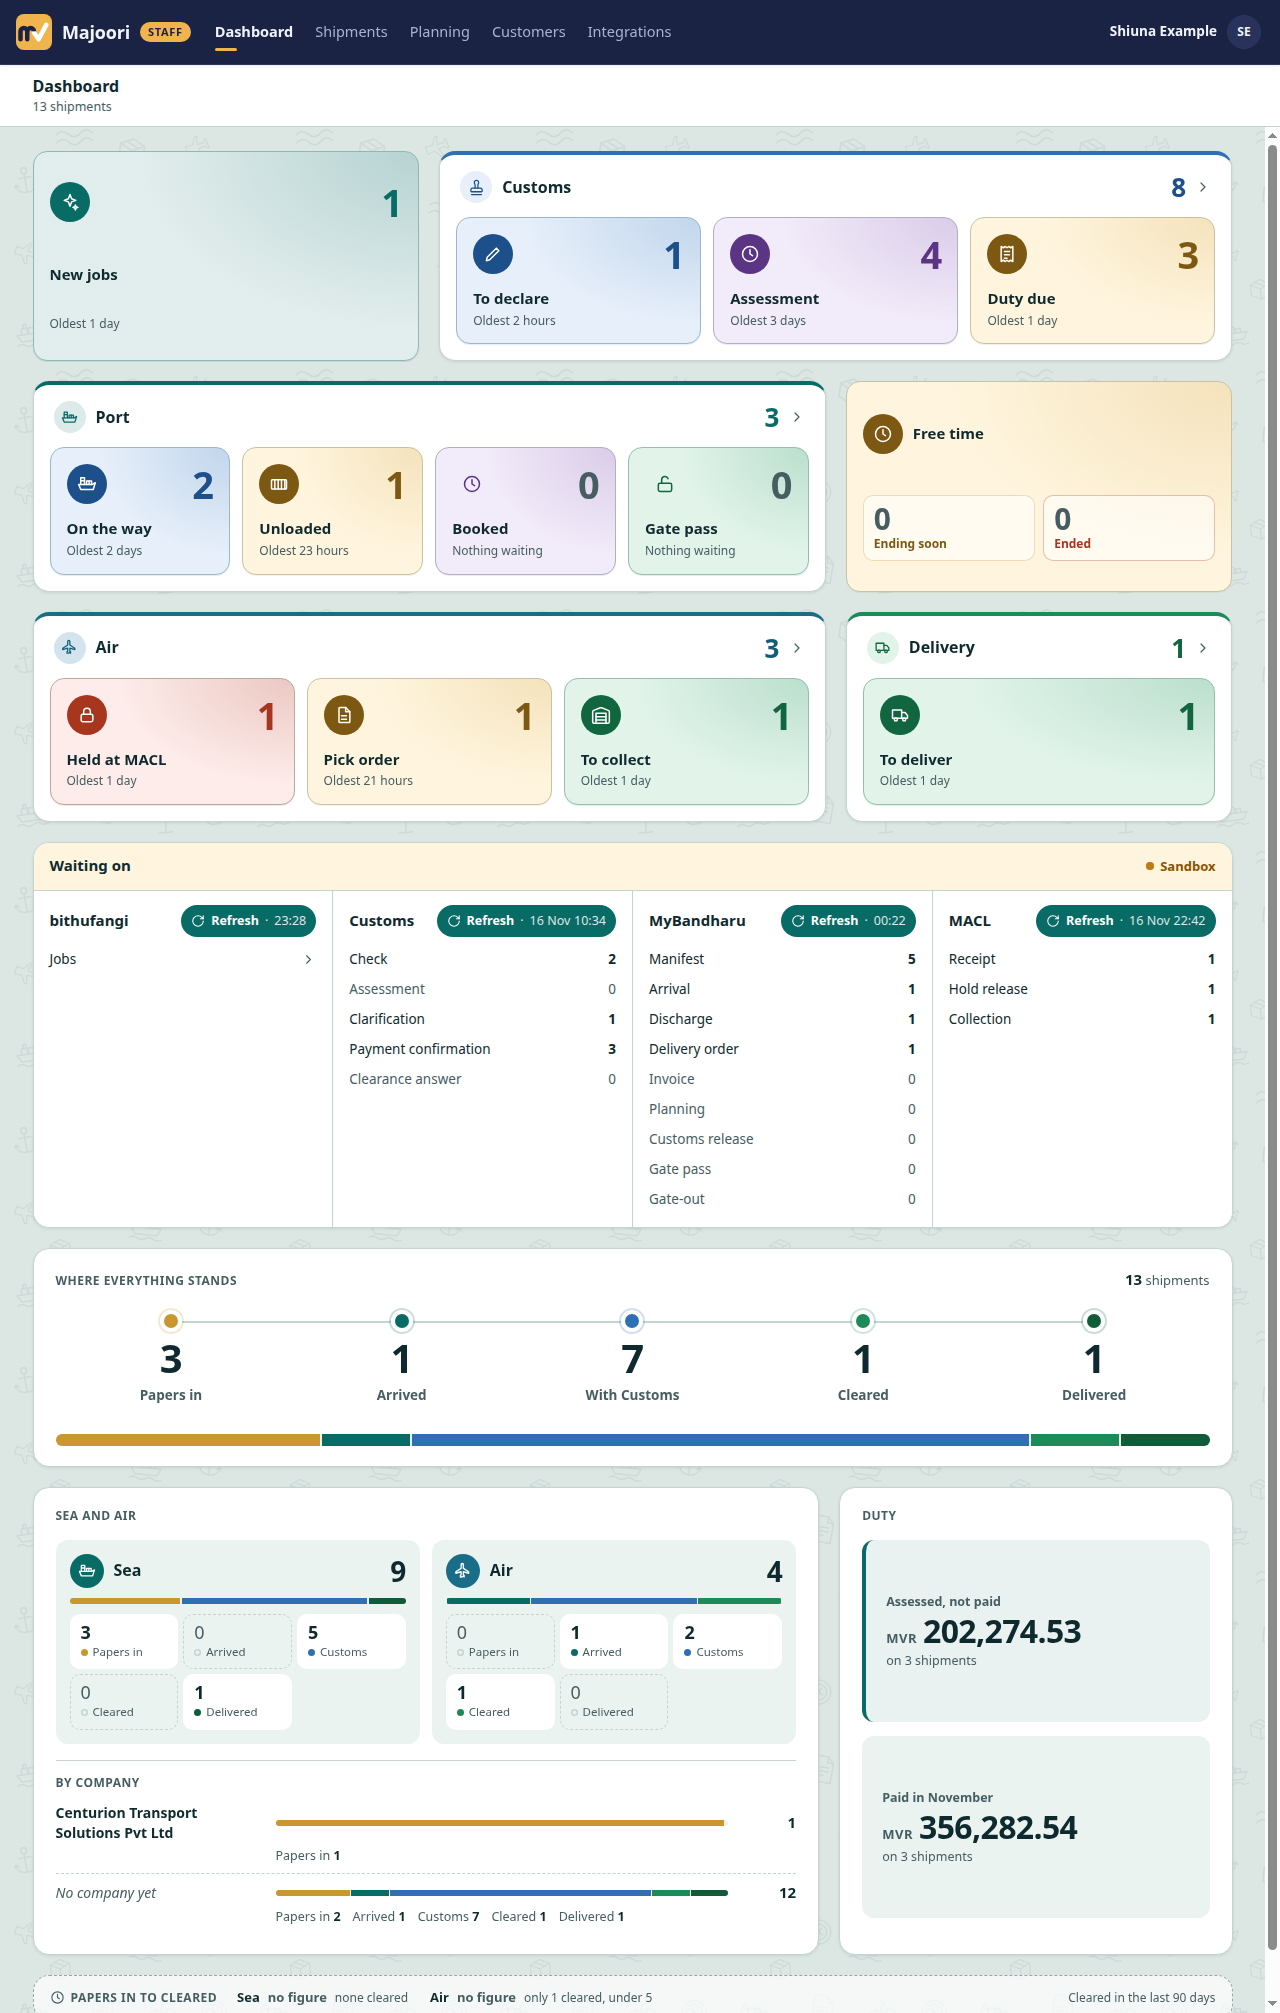 Majoori STAFF Dashboard Shipments Planning Customers Integrations Shiuna Example SE
Dashboard
13 shipments
1
New jobs
Oldest 1 day
Customs 8
1
To declare
Oldest 2 hours
4
Assessment
Oldest 3 days
3
Duty due
Oldest 1 day
Port 3
2
On the way
Oldest 2 days
1
Unloaded
Oldest 23 hours
0
Booked
Nothing waiting
0
Gate pass
Nothing waiting
Free time
0
Ending soon
0
Ended
Air 3
1
Held at MACL
Oldest 1 day
1
Pick order
Oldest 21 hours
1
To collect
Oldest 1 day
Delivery 1
1
To deliver
Oldest 1 day
Waiting on Sandbox
bithufangi Refresh · 23:28
Jobs
Customs Refresh · 16 Nov 10:34
Check 2
Assessment 0
Clarification 1
Payment confirmation 3
Clearance answer 0
MyBandharu Refresh · 00:22
Manifest 5
Arrival 1
Discharge 1
Delivery order 1
Invoice 0
Planning 0
Customs release 0
Gate pass 0
Gate-out 0
MACL Refresh · 16 Nov 22:42
Receipt 1
Hold release 1
Collection 1
WHERE EVERYTHING STANDS 13 shipments
3
Papers in
1
Arrived
7
With Customs
1
Cleared
1
Delivered
SEA AND AIR
Sea 9
3
Papers in
0
Arrived
5
Customs
0
Cleared
1
Delivered
Air 4
0
Papers in
1
Arrived
2
Customs
1
Cleared
0
Delivered
BY COMPANY
Centurion Transport
Solutions Pvt Ltd
1
Papers in 1
No company yet 12
Papers in 2 Arrived 1 Customs 7 Cleared 1 Delivered 1
DUTY
Assessed, not paid
MVR 202,274.53
on 3 shipments
Paid in November
MVR 356,282.54
on 3 shipments
PAPERS IN TO CLEARED Sea no figure none cleared Air no figure only 1 cleared, under 5 Cleared in the last 90 days